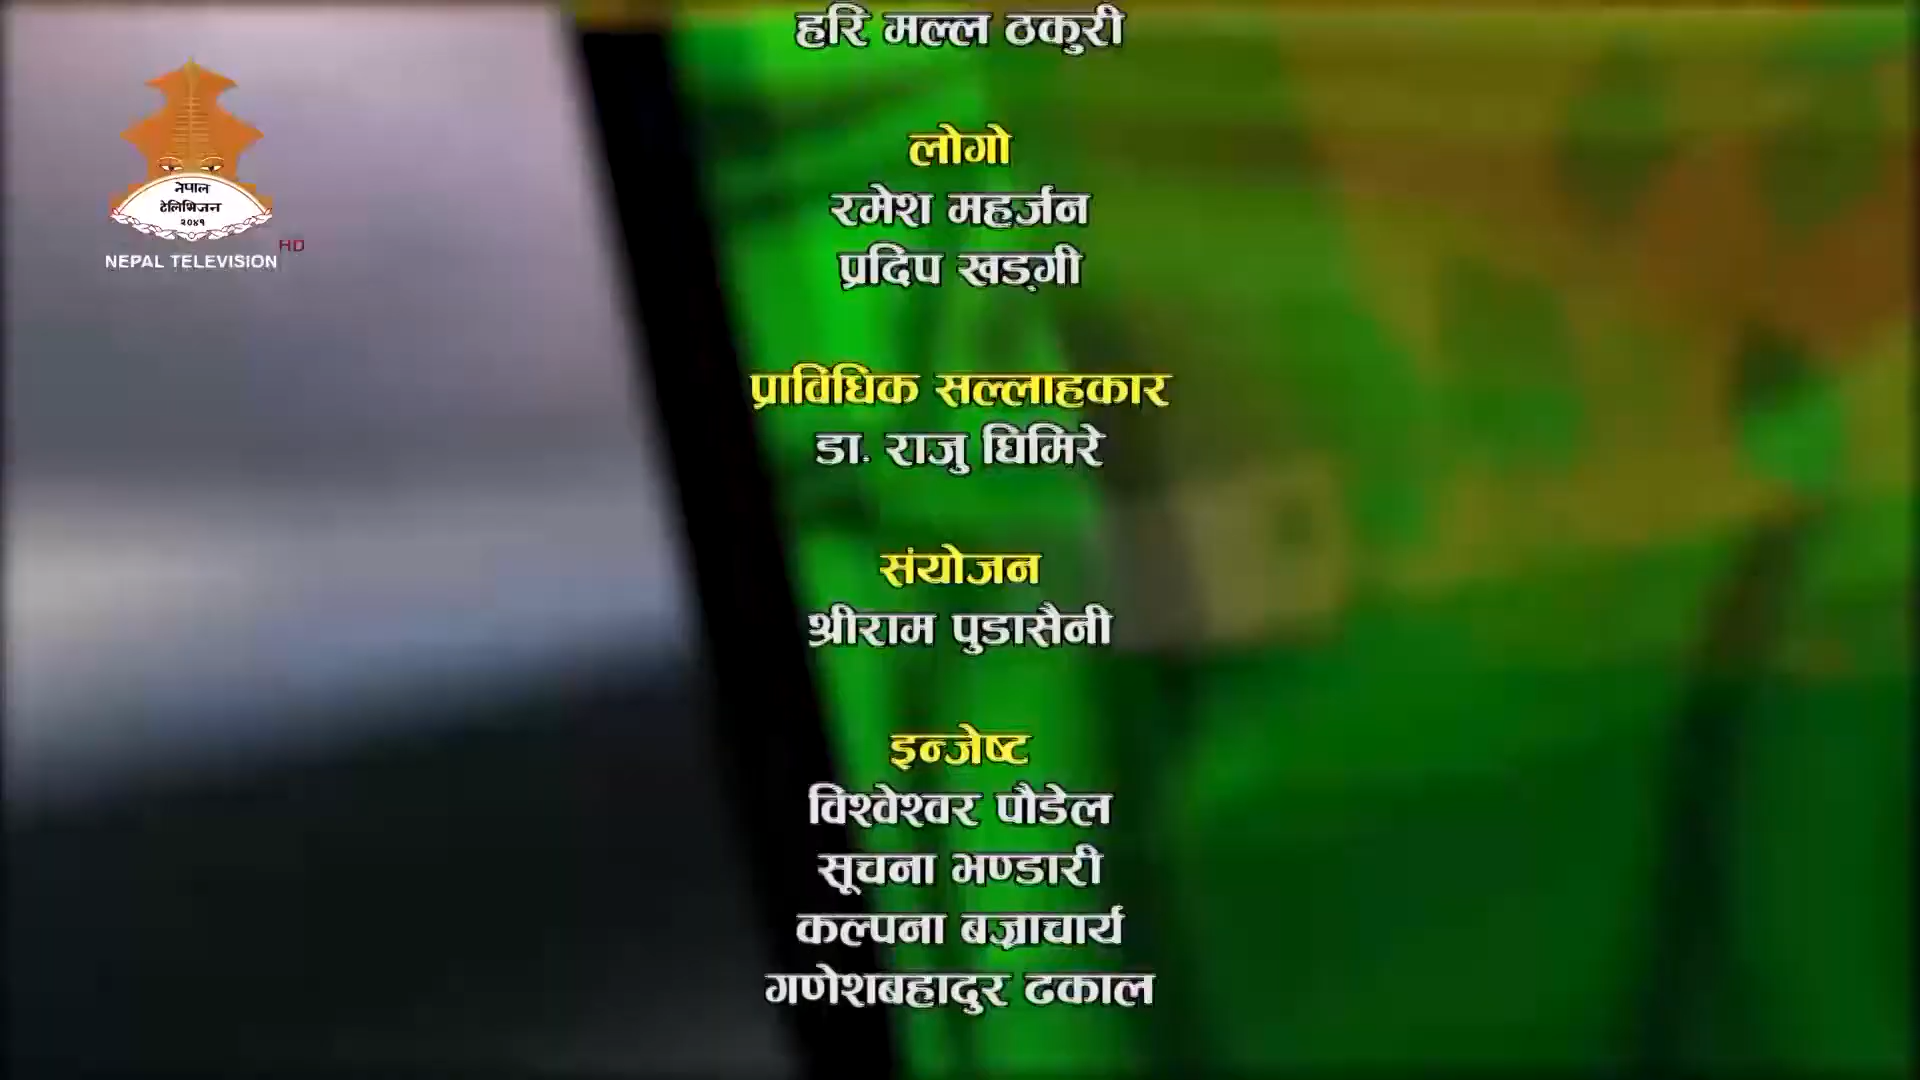 हरि मल्ल ठकुरी
नेपाल
टेलिभिजन
२०४१
HD
NEPAL TELEVISION
लोगो
रमेश महर्जन
प्रदिप खड्गी
प्राविधिक सल्लाहकार
डा. राजु घिमिरे
संयोजन
श्रीराम पुडासैनी
इन्जेष्ट
विश्वेश्वर पौडेल
सूचना भण्डारी
कल्पना बज्राचार्य
गणेशबहादुर ढकाल